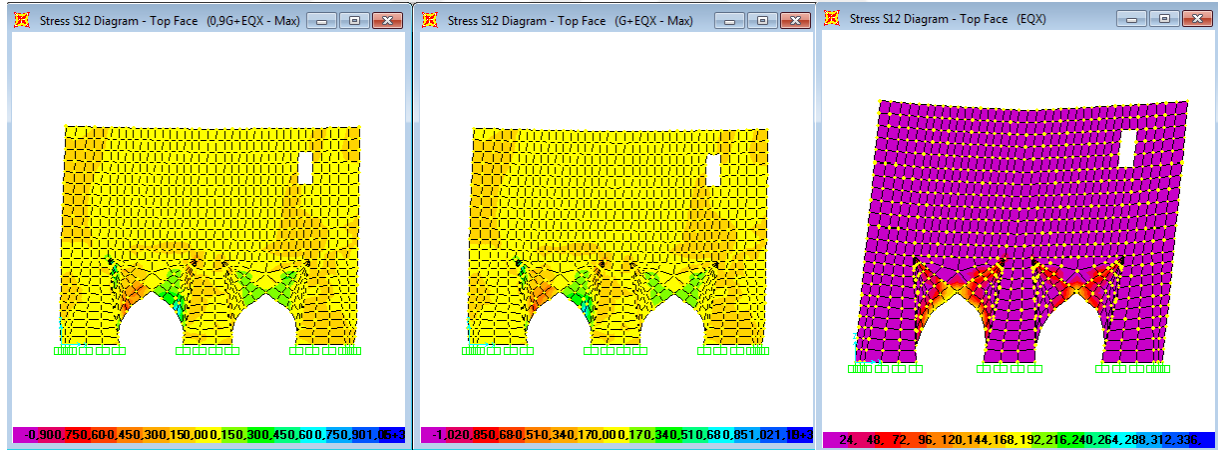 Stress S12 Diagram - Top Face (0,9G+EQX - Max)
Stress S12 Diagram - Top Face (G+EQX - Max)
Stress S12 Diagram - Top Face (EQX)
-0,900,750,600,450,300,150,000,150,300,450,600,750,901,05+3
-1,020,850,680,510,340,170,000,170,340,510,680,851,021,19+3
24, 48, 72, 96, 120,144,168,192,216,240,264,288,312,336,